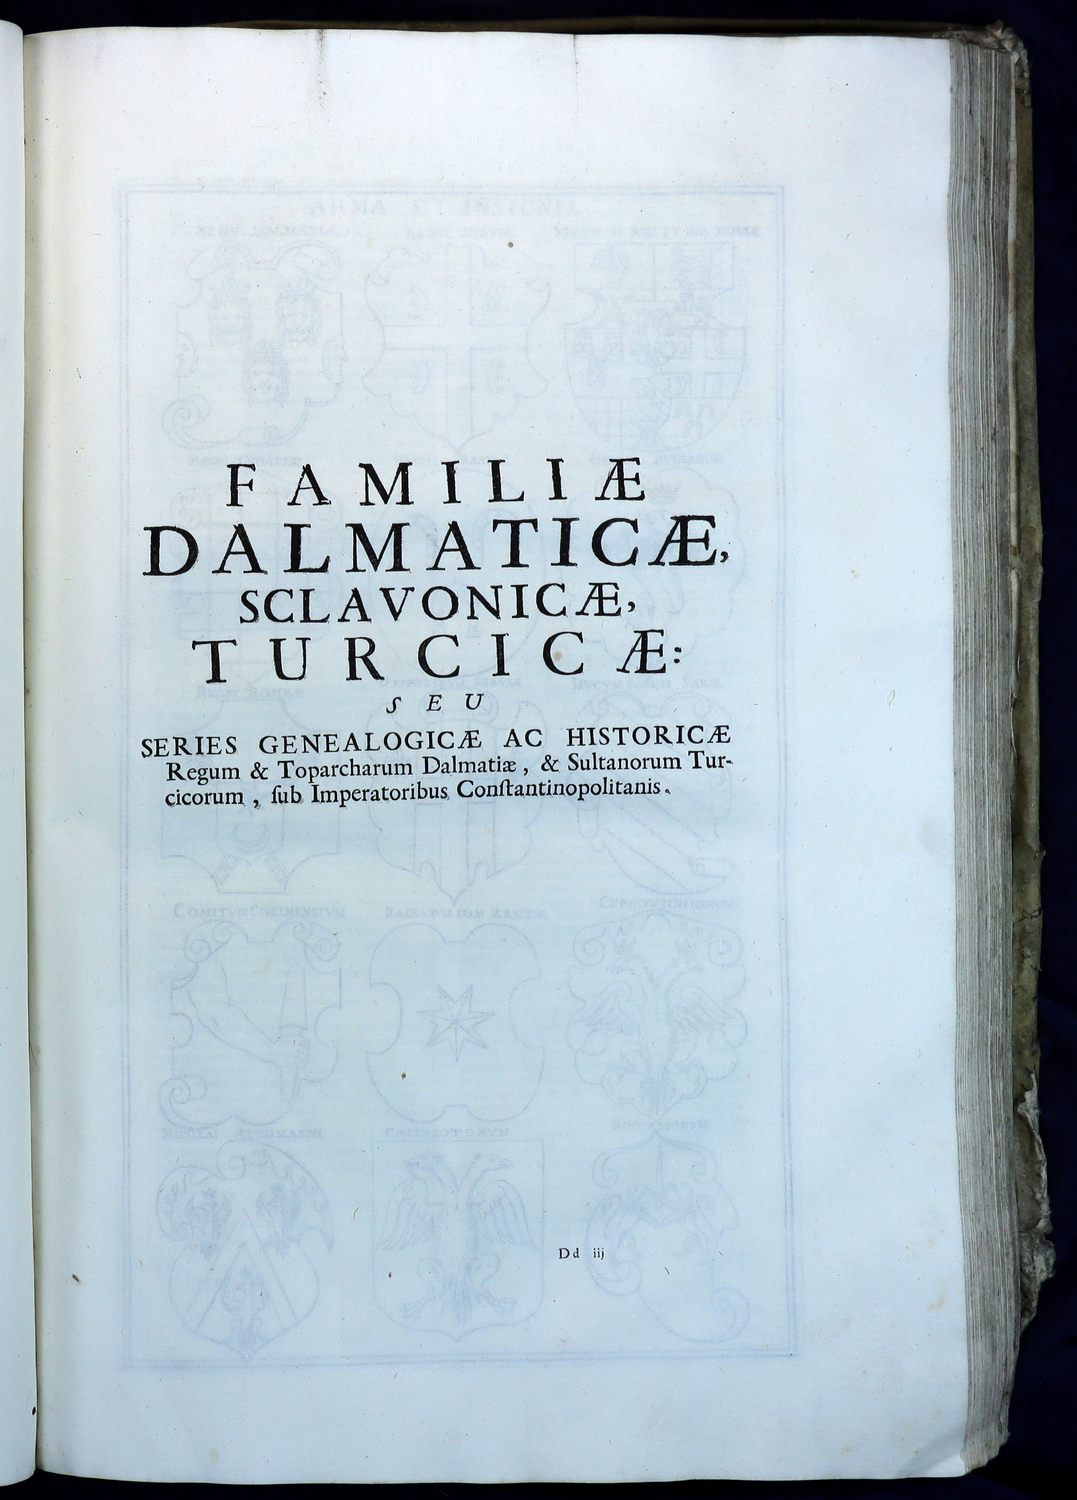 FAMILIÆ
DALMATICÆ,
SCLAVONICÆ,
TURCICÆ:
SEU
SERIES GENEALOGICÆ AC HISTORICÆ
Regum & Toparcharum Dalmatiæ, & Sultanorum Tur-
cicorum, ſub Imperatoribus Conſtantinopolitanis.
Dd iij